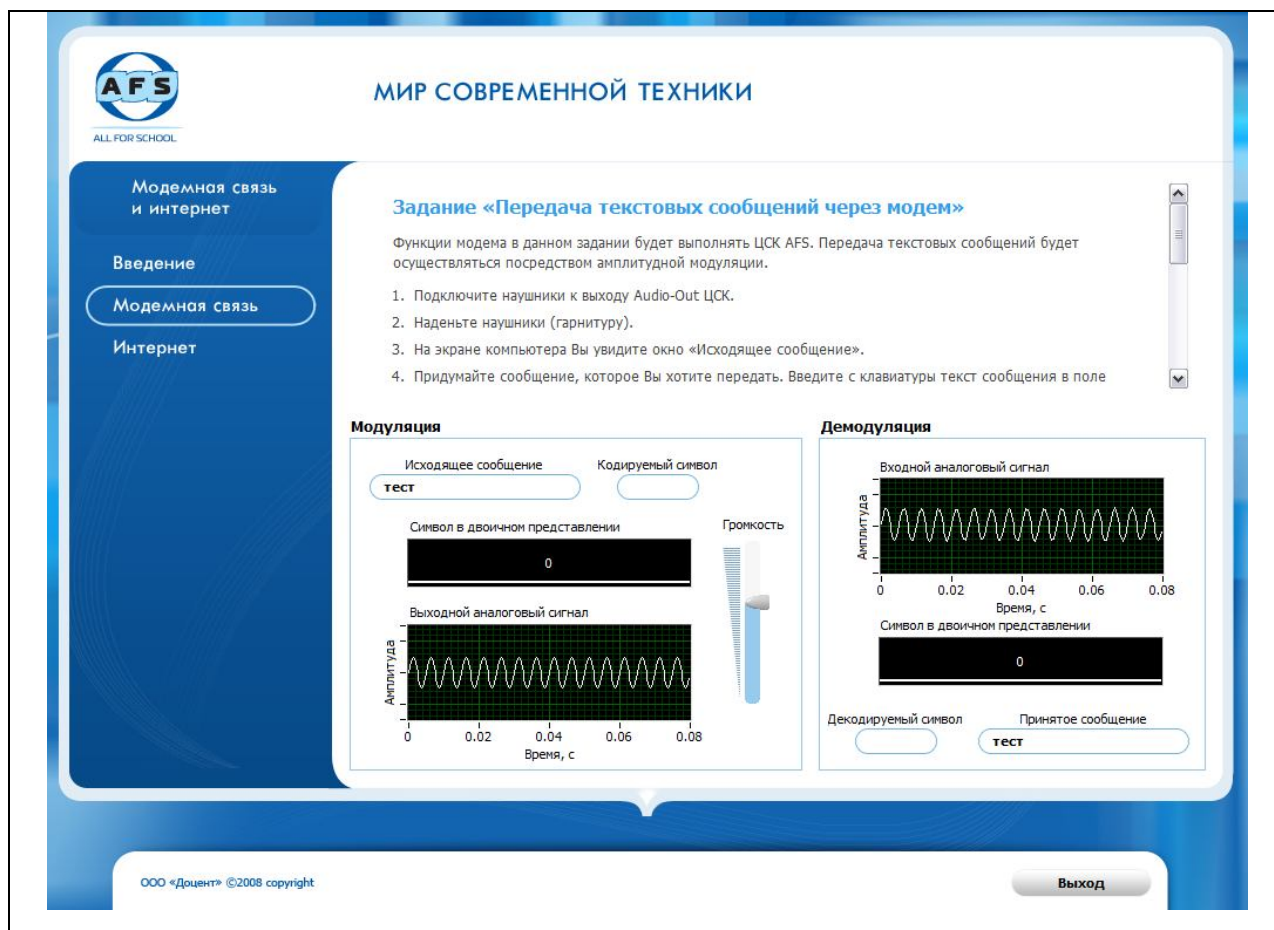 AFS
ALL FOR SCHOOL
МИР СОВРЕМЕННОЙ ТЕХНИКИ
Модемная связь
и интернет
Введение
Модемная связь
Интернет
Задание «Передача текстовых сообщений через модем»
Функции модема в данном задании будет выполнять ЦСК AFS. Передача текстовых сообщений будет
осуществляться посредством амплитудной модуляции.
1. Подключите наушники к выходу Audio-Out ЦСК.
2. Наденьте наушники (гарнитуру).
3. На экране компьютера Вы увидите окно «Исходящее сообщение».
4. Придумайте сообщение, которое Вы хотите передать. Введите с клавиатуры текст сообщения в поле
Модуляция
Исходящее сообщение
Кодируемый символ
тест
Символ в двоичном представлении
Громкость
0
Выходной аналоговый сигнал
Амплитуда
0 0.02 0.04 0.06 0.08
Время, с
Демодуляция
Входной аналоговый сигнал
Амплитуда
0 0.02 0.04 0.06 0.08
Время, с
Символ в двоичном представлении
0
Декодируемый символ
Принятое сообщение
тест
ООО «Доцент» ©2008 copyright
Выход